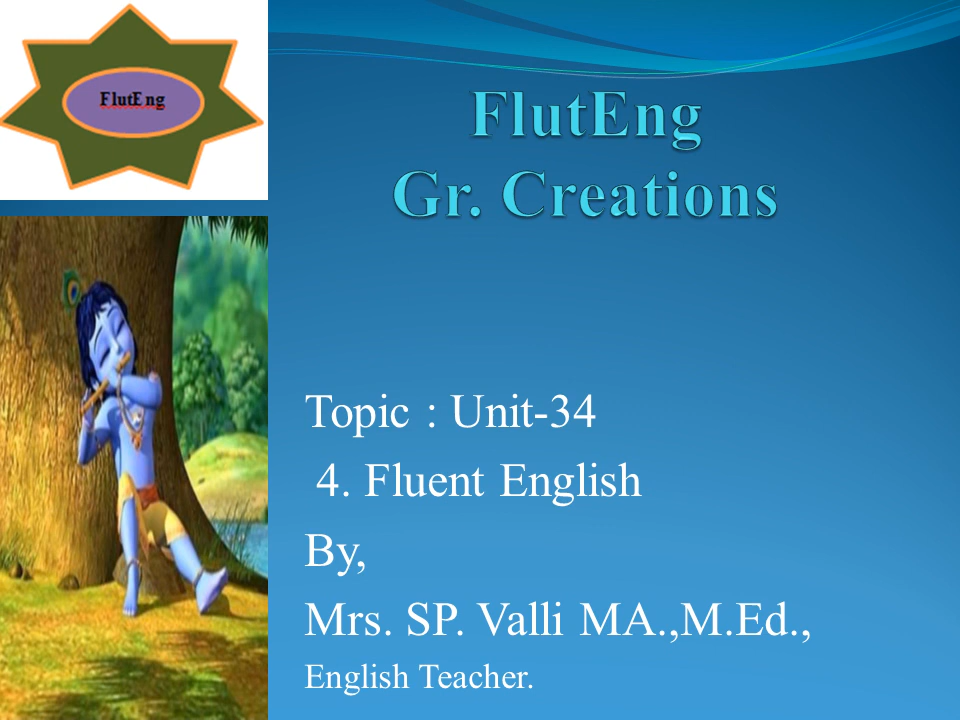 FlutEng
FlutEng
Gr. Creations
Topic : Unit-34
4. Fluent English
By,
Mrs. SP. Valli MA.,M.Ed.,
English Teacher.